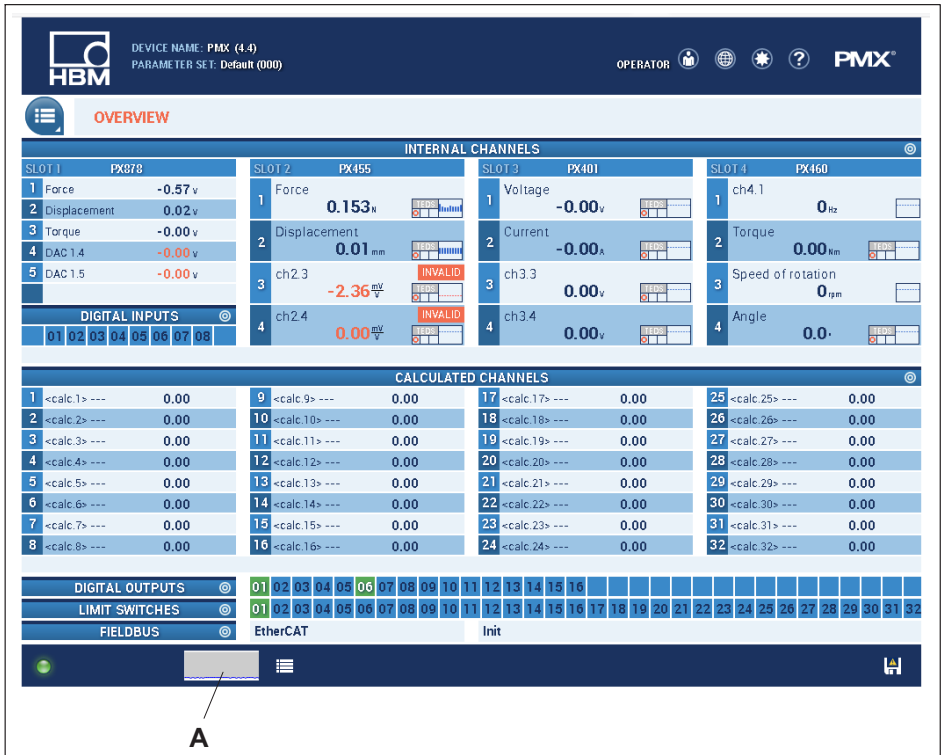 HBM
DEVICE NAME: PMX (4.4)
PARAMETER SET: Default (000)
OPERATOR
?
PMX
OVERVIEW
INTERNAL CHANNELS
SLOT 1 PX878
1 Force -0.57 V
2 Displacement 0.02 V
3 Torque -0.00 V
4 DAC 1.4 -0.00 V
5 DAC 1.5 -0.00 V
DIGITAL INPUTS
01 02 03 04 05 06 07 08
SLOT 2 PX455
1 Force 0.153 N TEDS
2 Displacement 0.01 mm TEDS
3 ch2.3 INVALID -2.36 mV/V TEDS
4 ch2.4 INVALID 0.00 mV/V TEDS
SLOT 3 PX401
1 Voltage -0.00 V TEDS
2 Current -0.00 A TEDS
3 ch3.3 0.00 V TEDS
4 ch3.4 0.00 V TEDS
SLOT 4 PX460
1 ch4.1 0 Hz
2 Torque 0.00 Nm TEDS
3 Speed of rotation 0 rpm
4 Angle 0.0 TEDS
CALCULATED CHANNELS
1 <calc.1> --- 0.00
2 <calc.2> --- 0.00
3 <calc.3> --- 0.00
4 <calc.4> --- 0.00
5 <calc.5> --- 0.00
6 <calc.6> --- 0.00
7 <calc.7> --- 0.00
8 <calc.8> --- 0.00
9 <calc.9> --- 0.00
10 <calc.10> --- 0.00
11 <calc.11> --- 0.00
12 <calc.12> --- 0.00
13 <calc.13> --- 0.00
14 <calc.14> --- 0.00
15 <calc.15> --- 0.00
16 <calc.16> --- 0.00
17 <calc.17> --- 0.00
18 <calc.18> --- 0.00
19 <calc.19> --- 0.00
20 <calc.20> --- 0.00
21 <calc.21> --- 0.00
22 <calc.22> --- 0.00
23 <calc.23> --- 0.00
24 <calc.24> --- 0.00
25 <calc.25> --- 0.00
26 <calc.26> --- 0.00
27 <calc.27> --- 0.00
28 <calc.28> --- 0.00
29 <calc.29> --- 0.00
30 <calc.30> --- 0.00
31 <calc.31> --- 0.00
32 <calc.32> --- 0.00
DIGITAL OUTPUTS 01 02 03 04 05 06 07 08 09 10 11 12 13 14 15 16
LIMIT SWITCHES 01 02 03 04 05 06 07 08 09 10 11 12 13 14 15 16 17 18 19 20 21 22 23 24 25 26 27 28 29 30 31 32
FIELDBUS EtherCAT Init
A